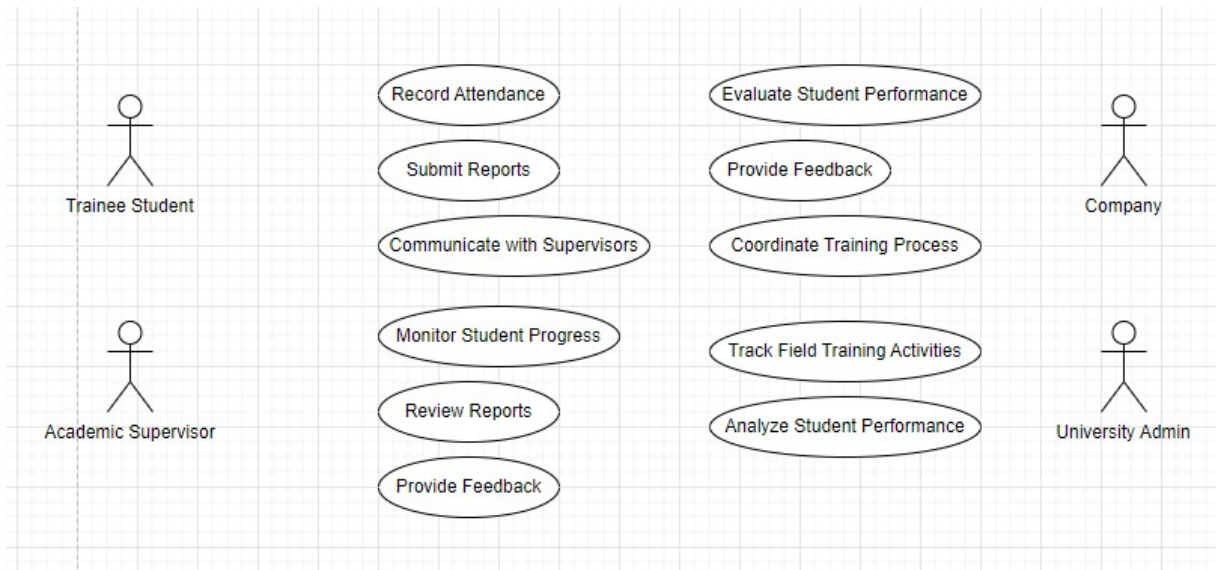 Record Attendance
Evaluate Student Performance
Submit Reports
Provide Feedback
Trainee Student
Company
Communicate with Supervisors
Coordinate Training Process
Monitor Student Progress
Track Field Training Activities
Review Reports
Analyze Student Performance
Academic Supervisor
University Admin
Provide Feedback